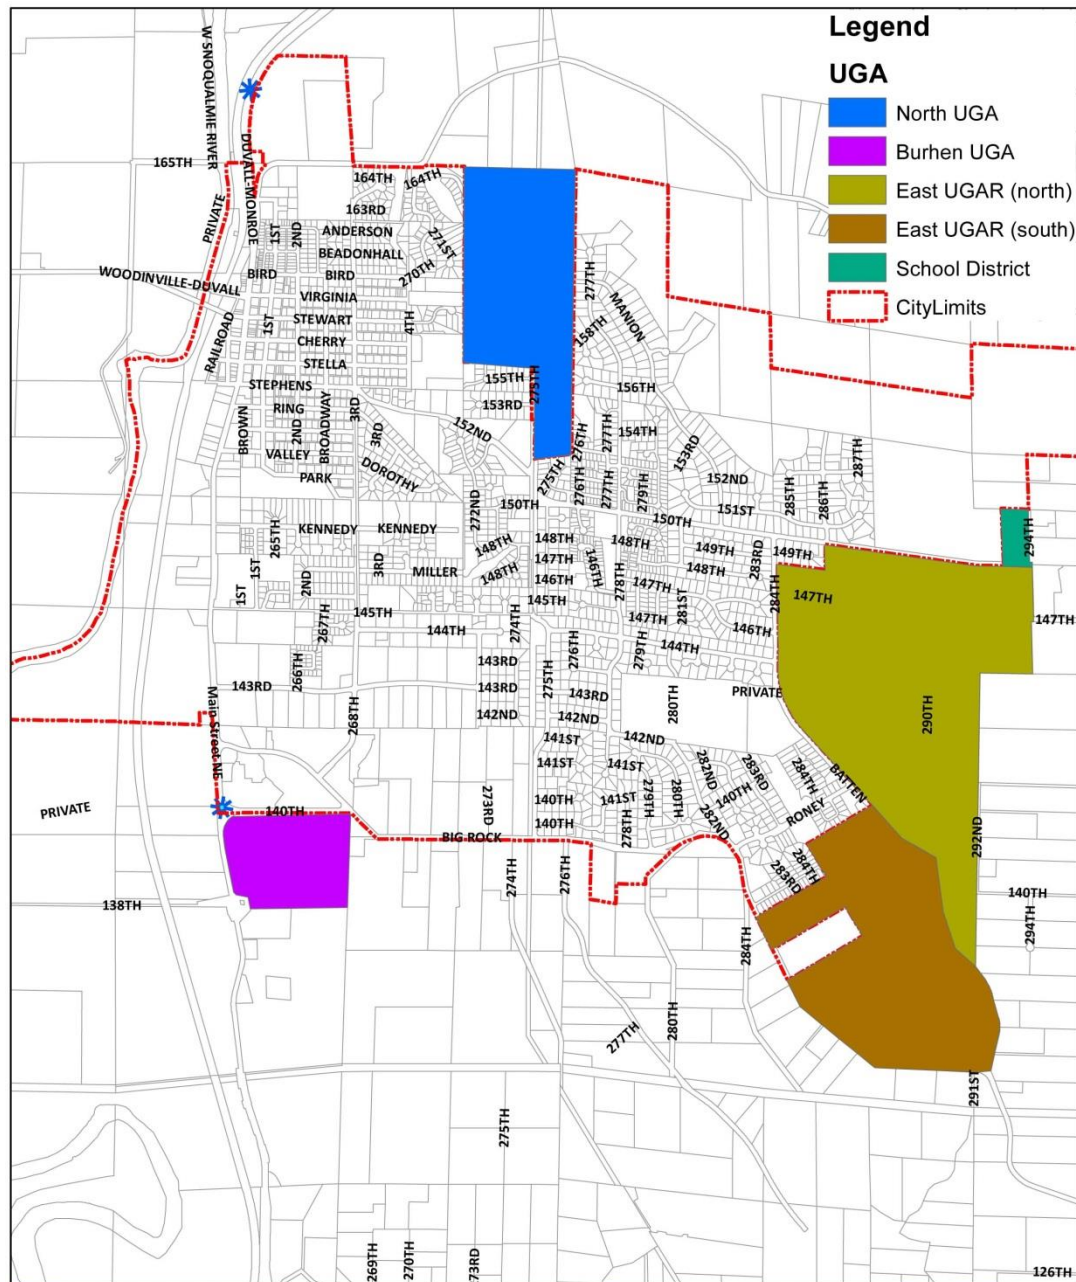 Legend
UGA
North UGA
Burhen UGA
East UGAR (north)
East UGAR (south)
School District
CityLimits
W SNOQUALMIE RIVER
DUVALL-MONROE
165TH
PRIVATE
164TH
164TH
163RD
1ST
2ND
ANDERSON
271ST
BEADONHALL
WOODINVILLE-DUVALL
BIRD
BIRD
270TH
277TH
MANION
VIRGINIA
RAILROAD
1ST
STEWART
4TH
158TH
CHERRY
STELLA
STEPHENS
155TH
275TH
156TH
BROWN
RING
2ND
BROADWAY
3RD
3RD
153RD
152ND
276TH
277TH
154TH
153RD
287TH
VALLEY
DOROTHY
PARK
275TH
276TH
277TH
279TH
152ND
285TH
286TH
272ND
150TH
150TH
151ST
265TH
KENNEDY
KENNEDY
148TH
148TH
148TH
149TH
283RD
149TH
294TH
1ST
3RD
147TH
146TH
148TH
MILLER
148TH
146TH
278TH
147TH
284TH
147TH
1ST
2ND
145TH
145TH
281ST
147TH
267TH
144TH
274TH
147TH
146TH
276TH
279TH
144TH
266TH
143RD
143RD
143RD
275TH
143RD
280TH
PRIVATE
Main Street NE
268TH
142ND
142ND
290TH
141ST
142ND
282ND
283RD
284TH
BATTEN
141ST
141ST
273RD
140TH
141ST
279TH
280TH
140TH
RONEY
PRIVATE
140TH
140TH
278TH
282ND
BIG ROCK
292ND
274TH
276TH
283RD
284TH
138TH
140TH
284TH
294TH
277TH
280TH
291ST
275TH
269TH
270TH
73RD
126TH